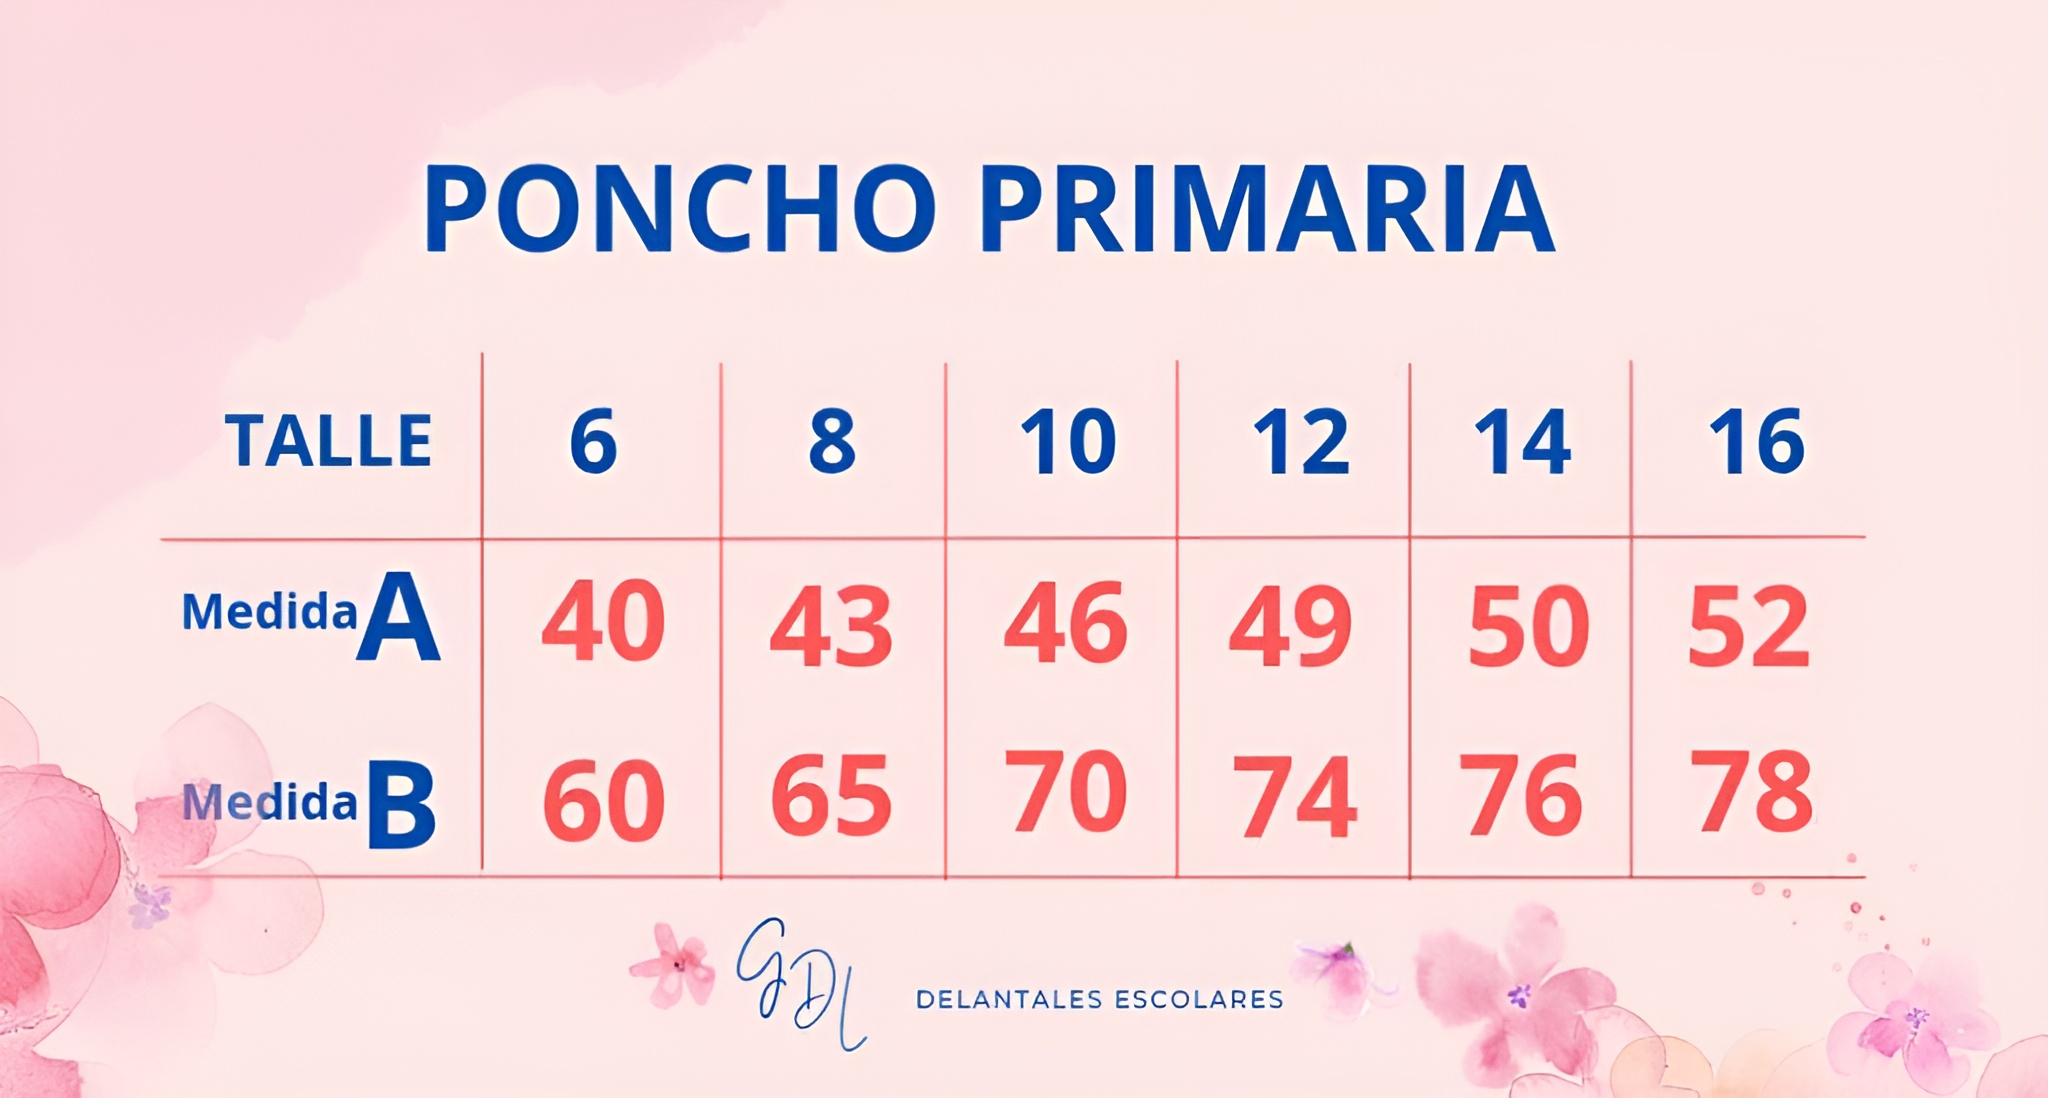 PONCHO PRIMARIA
TALLE 6 8 10 12 14 16
Medida A 40 43 46 49 50 52
Medida B 60 65 70 74 76 78
GDL DELANTALES ESCOLARES